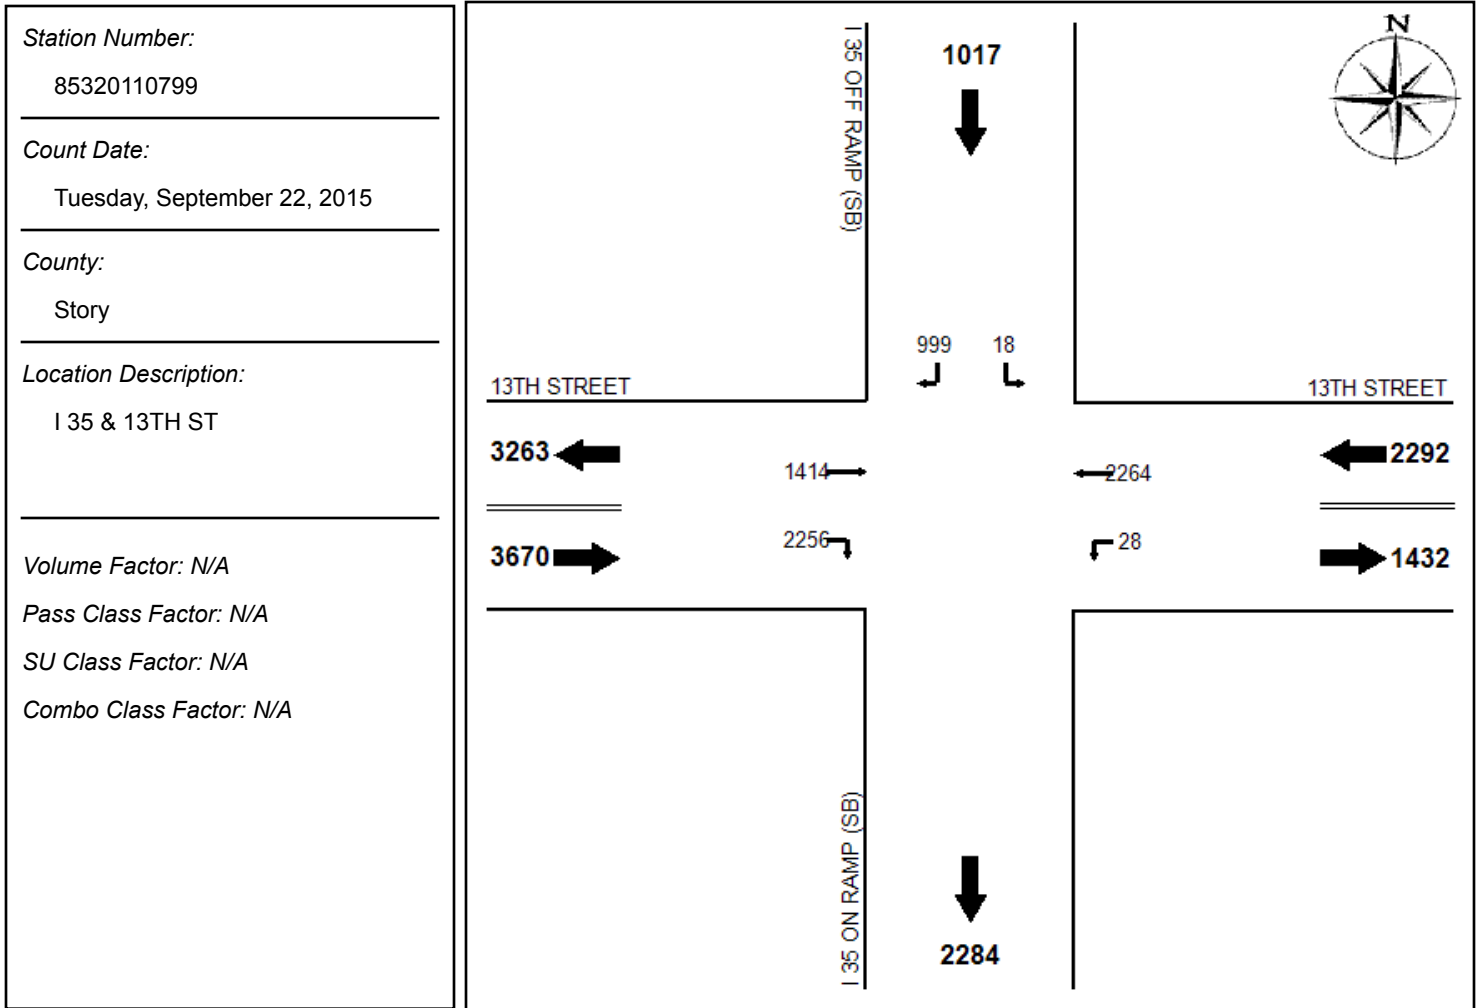 Station Number:
85320110799
Count Date:
Tuesday, September 22, 2015
County:
Story
Location Description:
I 35 & 13TH ST
Volume Factor: N/A
Pass Class Factor: N/A
SU Class Factor: N/A
Combo Class Factor: N/A
N
I 35 OFF RAMP (SB)
1017
999 18
13TH STREET
13TH STREET
3263
2292
1414
2264
2256
28
3670
1432
I 35 ON RAMP (SB)
2284